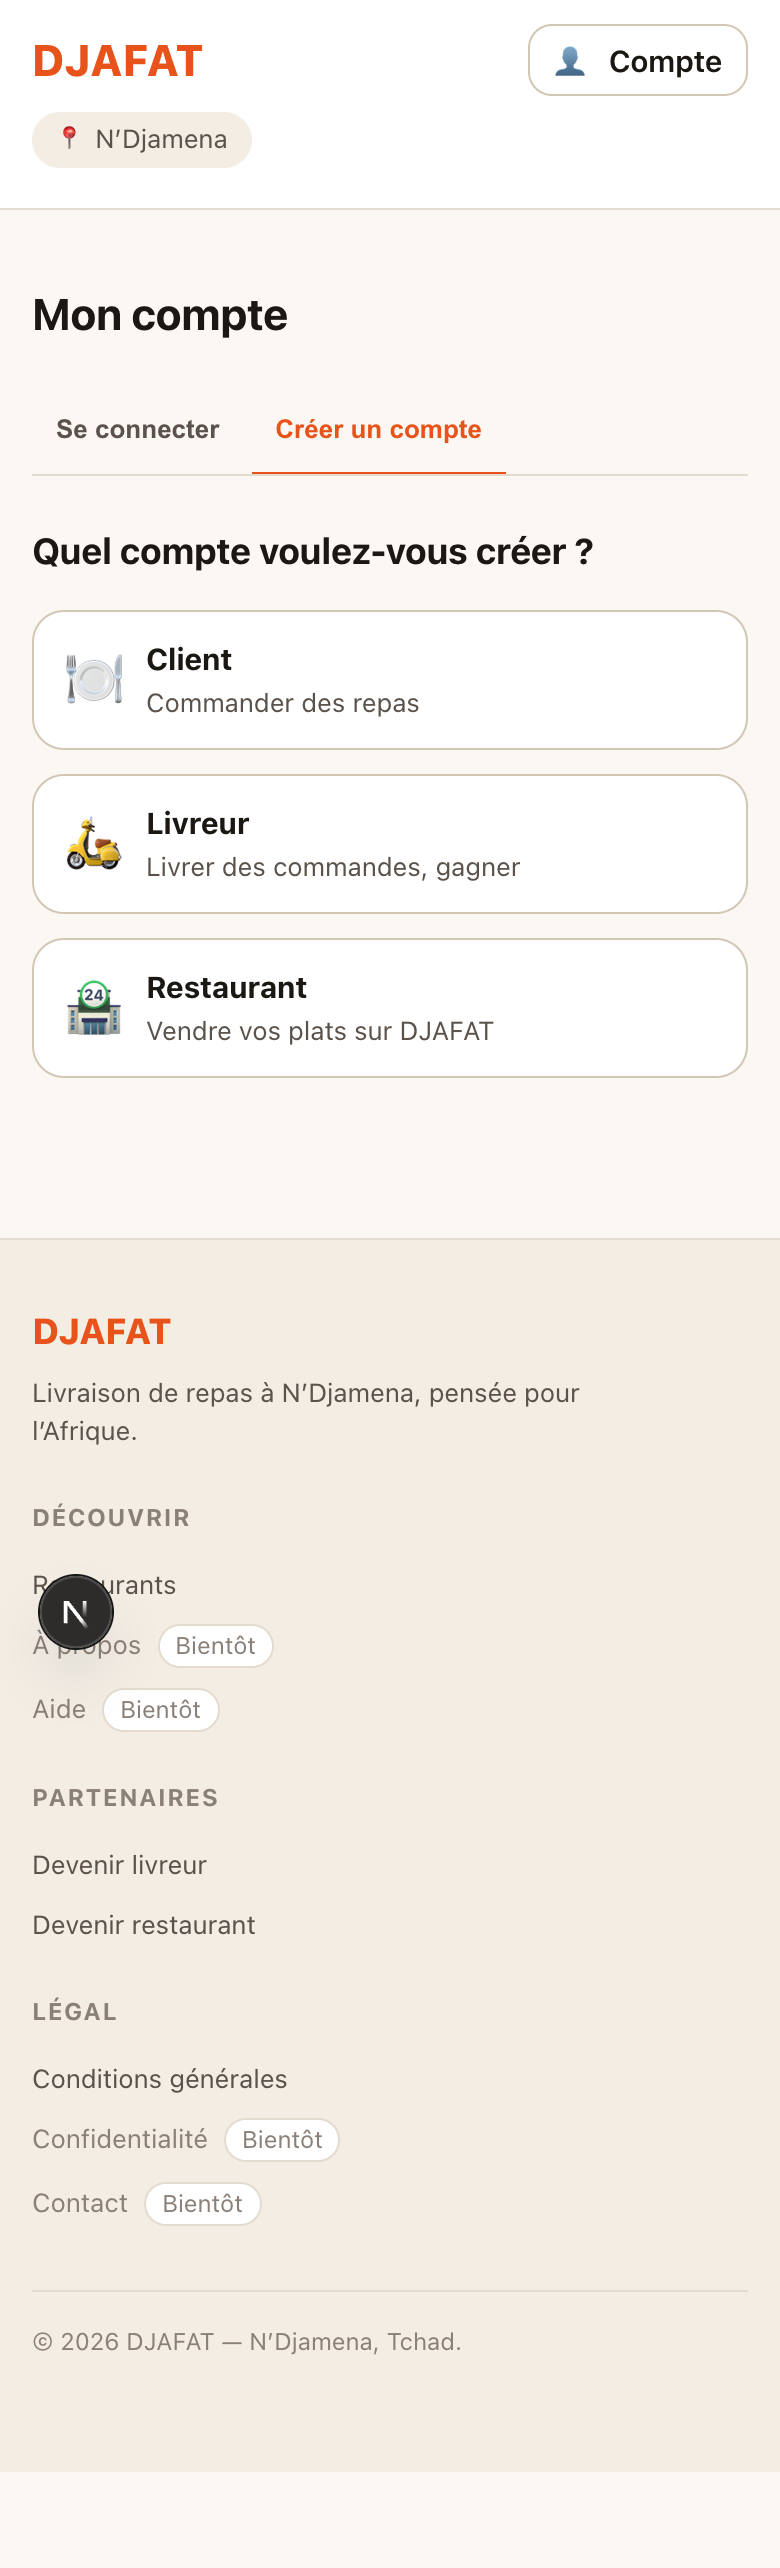 DJAFAT
Compte
N’Djamena
Mon compte
Se connecter
Créer un compte
Quel compte voulez-vous créer ?
Client
Commander des repas
Livreur
Livrer des commandes, gagner
24
Restaurant
Vendre vos plats sur DJAFAT
DJAFAT
Livraison de repas à N’Djamena, pensée pour
l’Afrique.
DÉCOUVRIR
N
Bientôt
Aide Bientôt
PARTENAIRES
Devenir livreur
Devenir restaurant
LÉGAL
Conditions générales
Confidentialité Bientôt
Contact Bientôt
© 2026 DJAFAT — N’Djamena, Tchad.